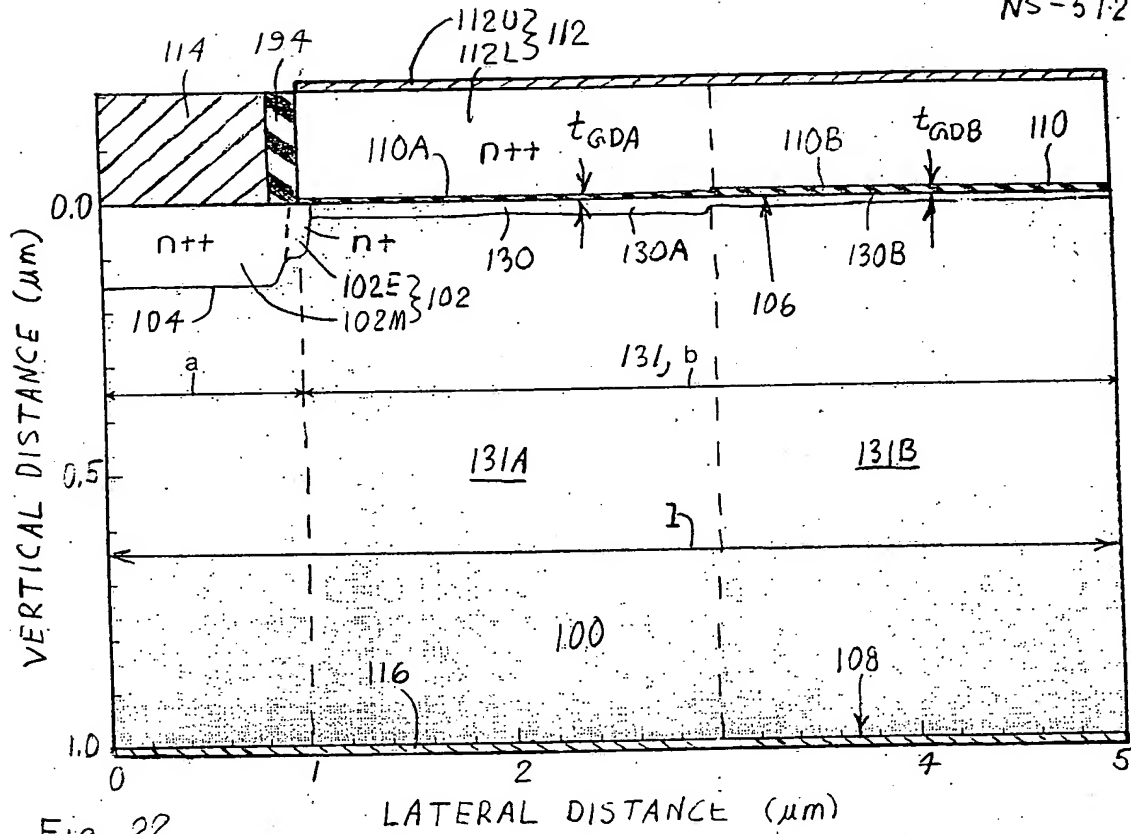 NS-5712
112U
112L
} 112
114
194
110A
n++
tGDA
110B
tGDB
110
0.0
n++
n+
130
130A
130B
102E
102M
} 102
104
106
a
131, b
0.5
131A
131B
1
100
116
108
1.0
0
1
2
4
5
VERTICAL DISTANCE (μm)
LATERAL DISTANCE (μm)
Fig. 22